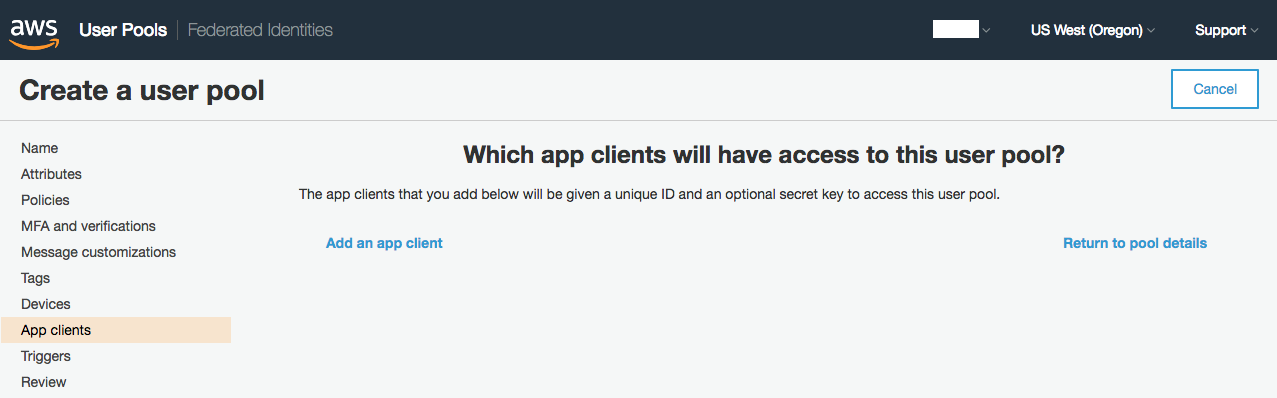 aws User Pools Federated Identities US West (Oregon) Support
Create a user pool Cancel
Name
Attributes
Policies
MFA and verifications
Message customizations
Tags
Devices
App clients
Triggers
Review
Which app clients will have access to this user pool?
The app clients that you add below will be given a unique ID and an optional secret key to access this user pool.
Add an app client Return to pool details